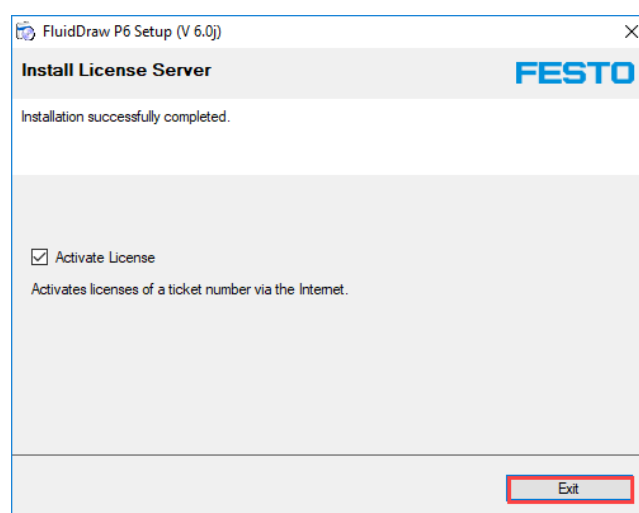 FluidDraw P6 Setup (V 6.0j)
Install License Server
FESTO
Installation successfully completed.
Activate License
Activates licenses of a ticket number via the Internet.
Exit